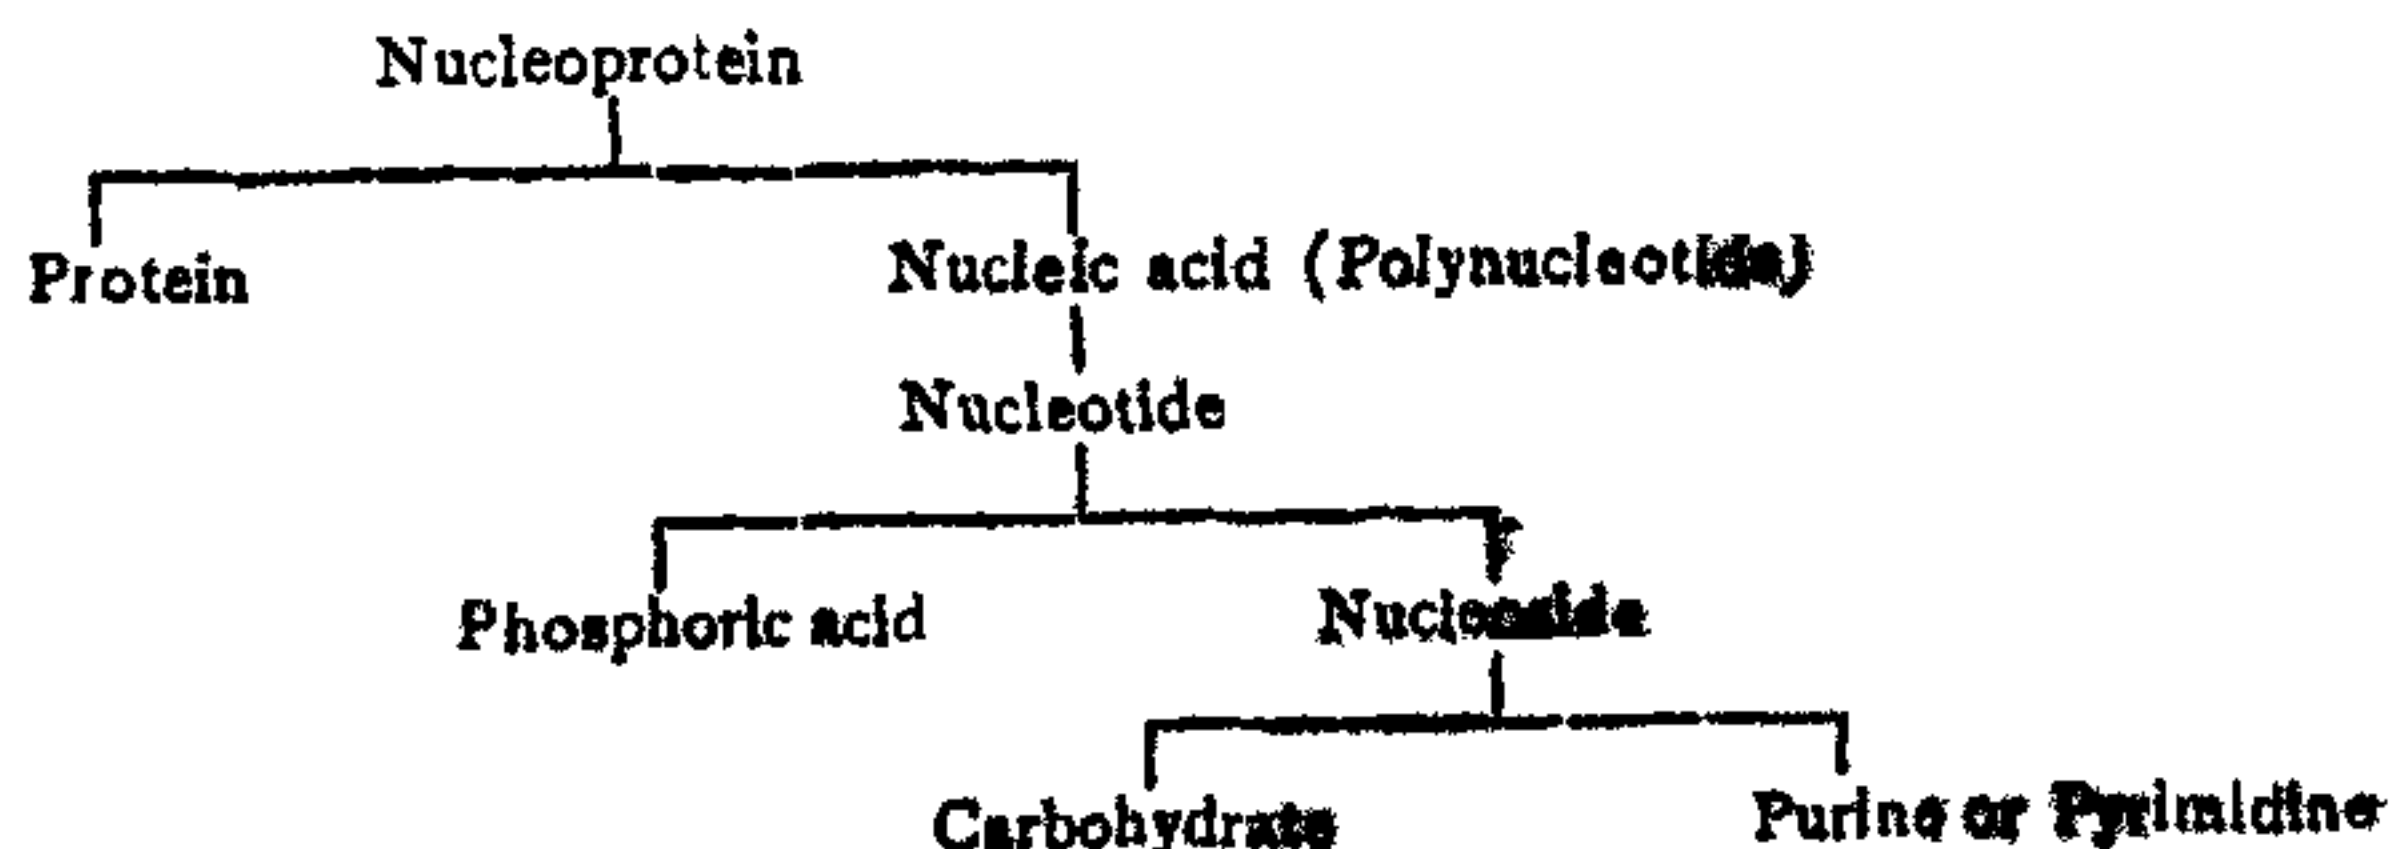 Nucleoprotein
Protein
Nucleic acid (Polynucleotide)
Nucleotide
Phosphoric acid
Nucleoside
Carbohydrate
Purine or Pyrimidine